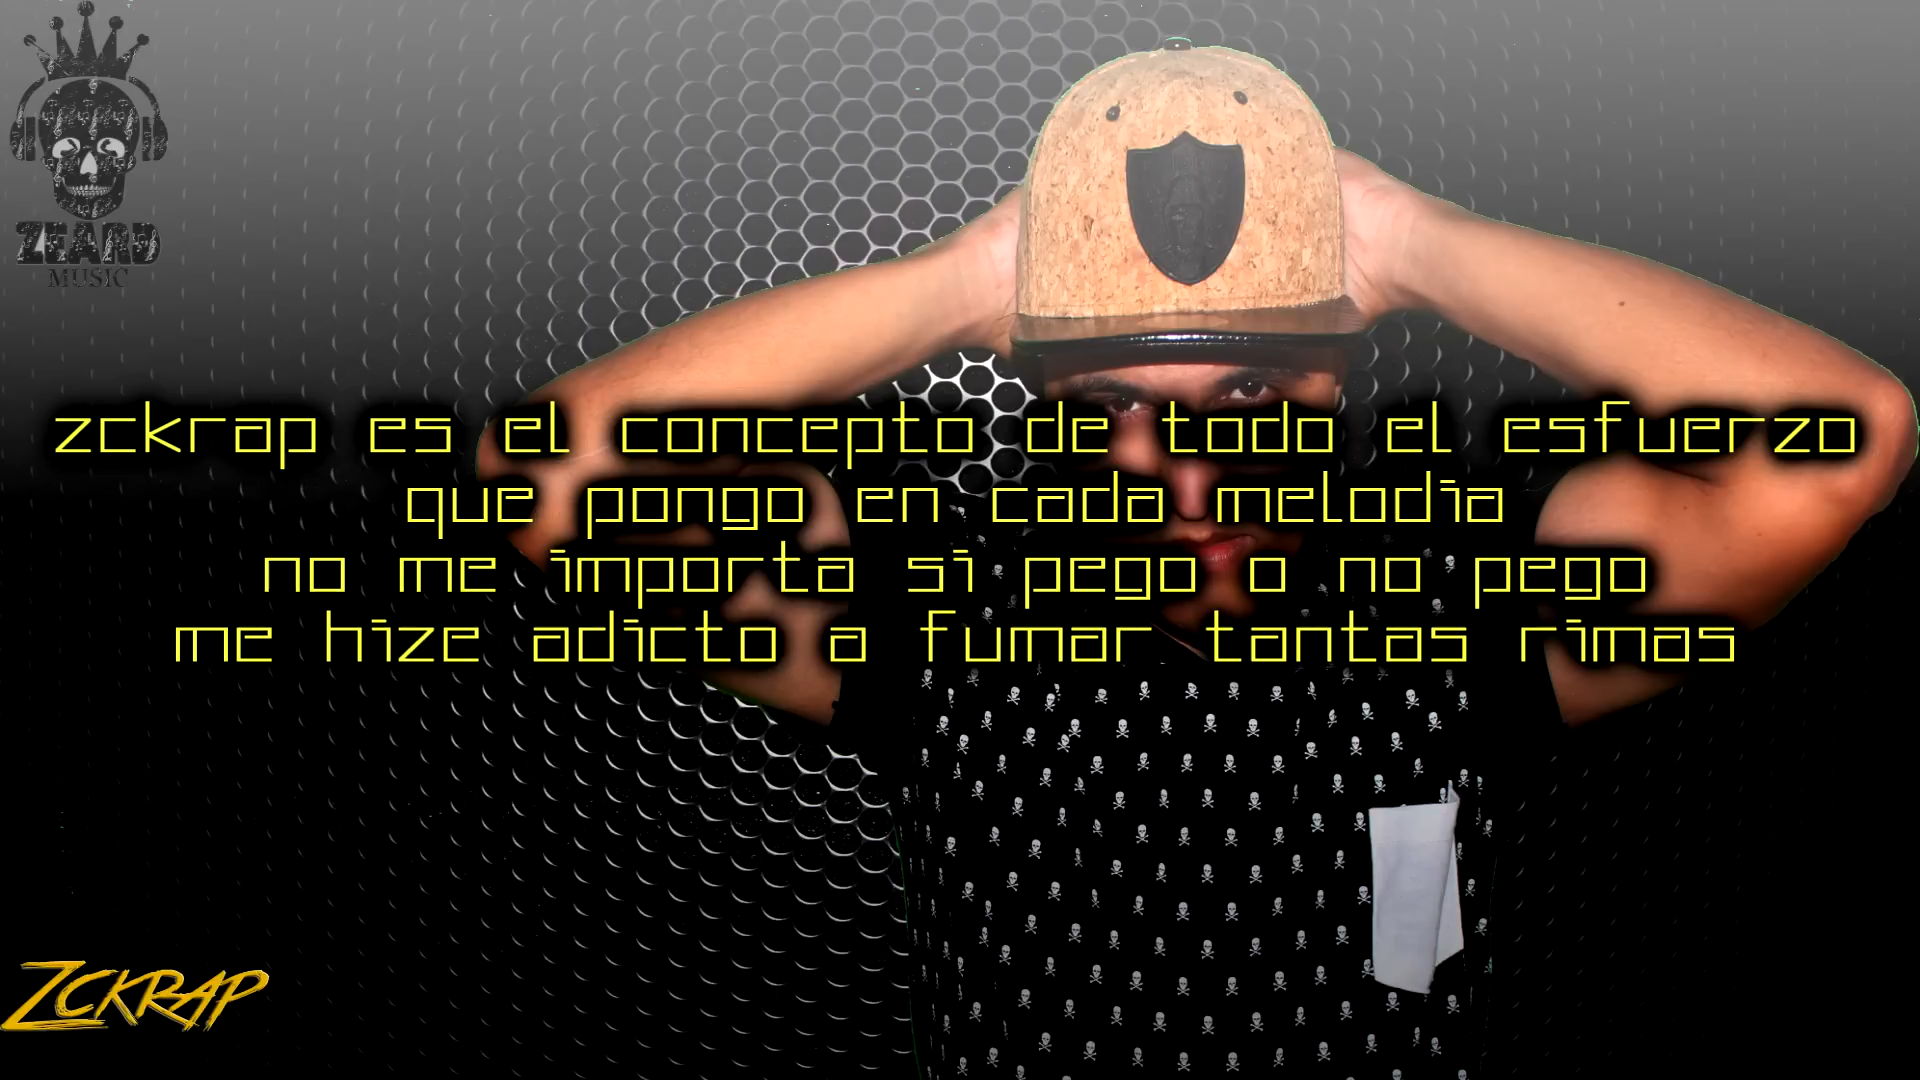 ZEARD
MUSIC
zckrap es el concepto de todo el esfuerzo
que pongo en cada melodia
no me importa si pego o no pego
me hize adicto a fumar tantas rimas
ZCKRAP